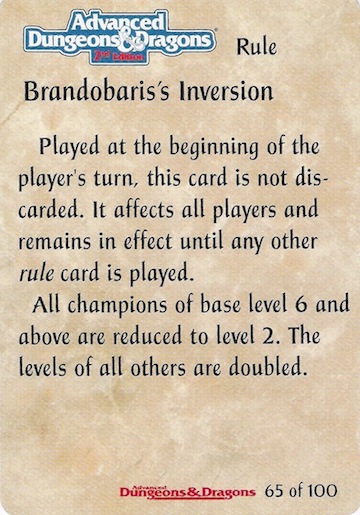 Advanced
Dungeons & Dragons®
2nd Edition
Rule
Brandobaris's Inversion
Played at the beginning of the
player's turn, this card is not dis-
carded. It affects all players and
remains in effect until any other
rule card is played.
All champions of base level 6 and
above are reduced to level 2. The
levels of all others are doubled.
Advanced
Dungeons & Dragons 65 of 100